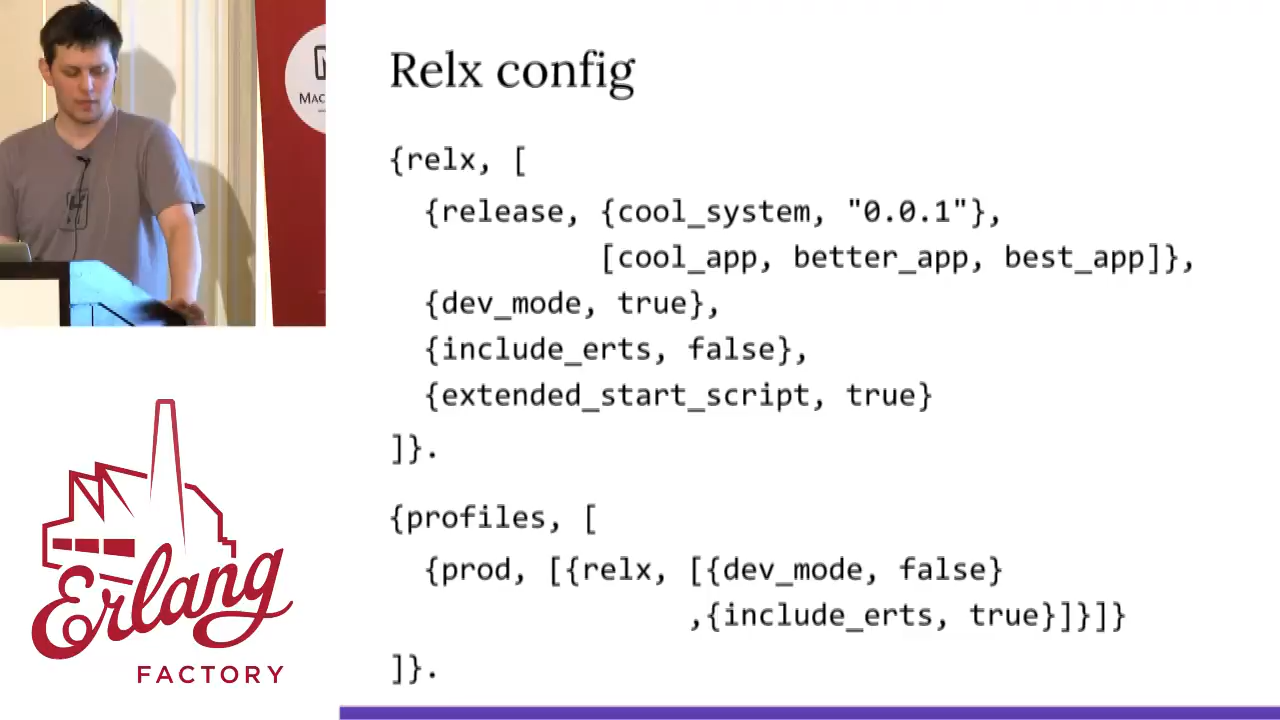 Relx config
{relx, [
{release, {cool_system, "0.0.1"},
[cool_app, better_app, best_app]},
{dev_mode, true},
{include_erts, false},
{extended_start_script, true}
]}.
{profiles, [
{prod, [{relx, [{dev_mode, false}
,{include_erts, true}]}]}
]}.
Erlang
FACTORY